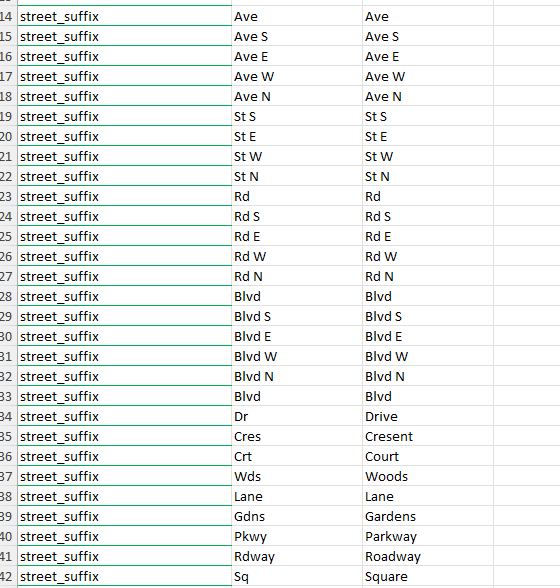 14 street_suffix Ave Ave
15 street_suffix Ave S Ave S
16 street_suffix Ave E Ave E
17 street_suffix Ave W Ave W
18 street_suffix Ave N Ave N
19 street_suffix St S St S
20 street_suffix St E St E
21 street_suffix St W St W
22 street_suffix St N St N
23 street_suffix Rd Rd
24 street_suffix Rd S Rd S
25 street_suffix Rd E Rd E
26 street_suffix Rd W Rd W
27 street_suffix Rd N Rd N
28 street_suffix Blvd Blvd
29 street_suffix Blvd S Blvd S
30 street_suffix Blvd E Blvd E
31 street_suffix Blvd W Blvd W
32 street_suffix Blvd N Blvd N
33 street_suffix Blvd Blvd
34 street_suffix Dr Drive
35 street_suffix Cres Cresent
36 street_suffix Crt Court
37 street_suffix Wds Woods
38 street_suffix Lane Lane
39 street_suffix Gdns Gardens
40 street_suffix Pkwy Parkway
41 street_suffix Rdway Roadway
42 street_suffix Sq Square